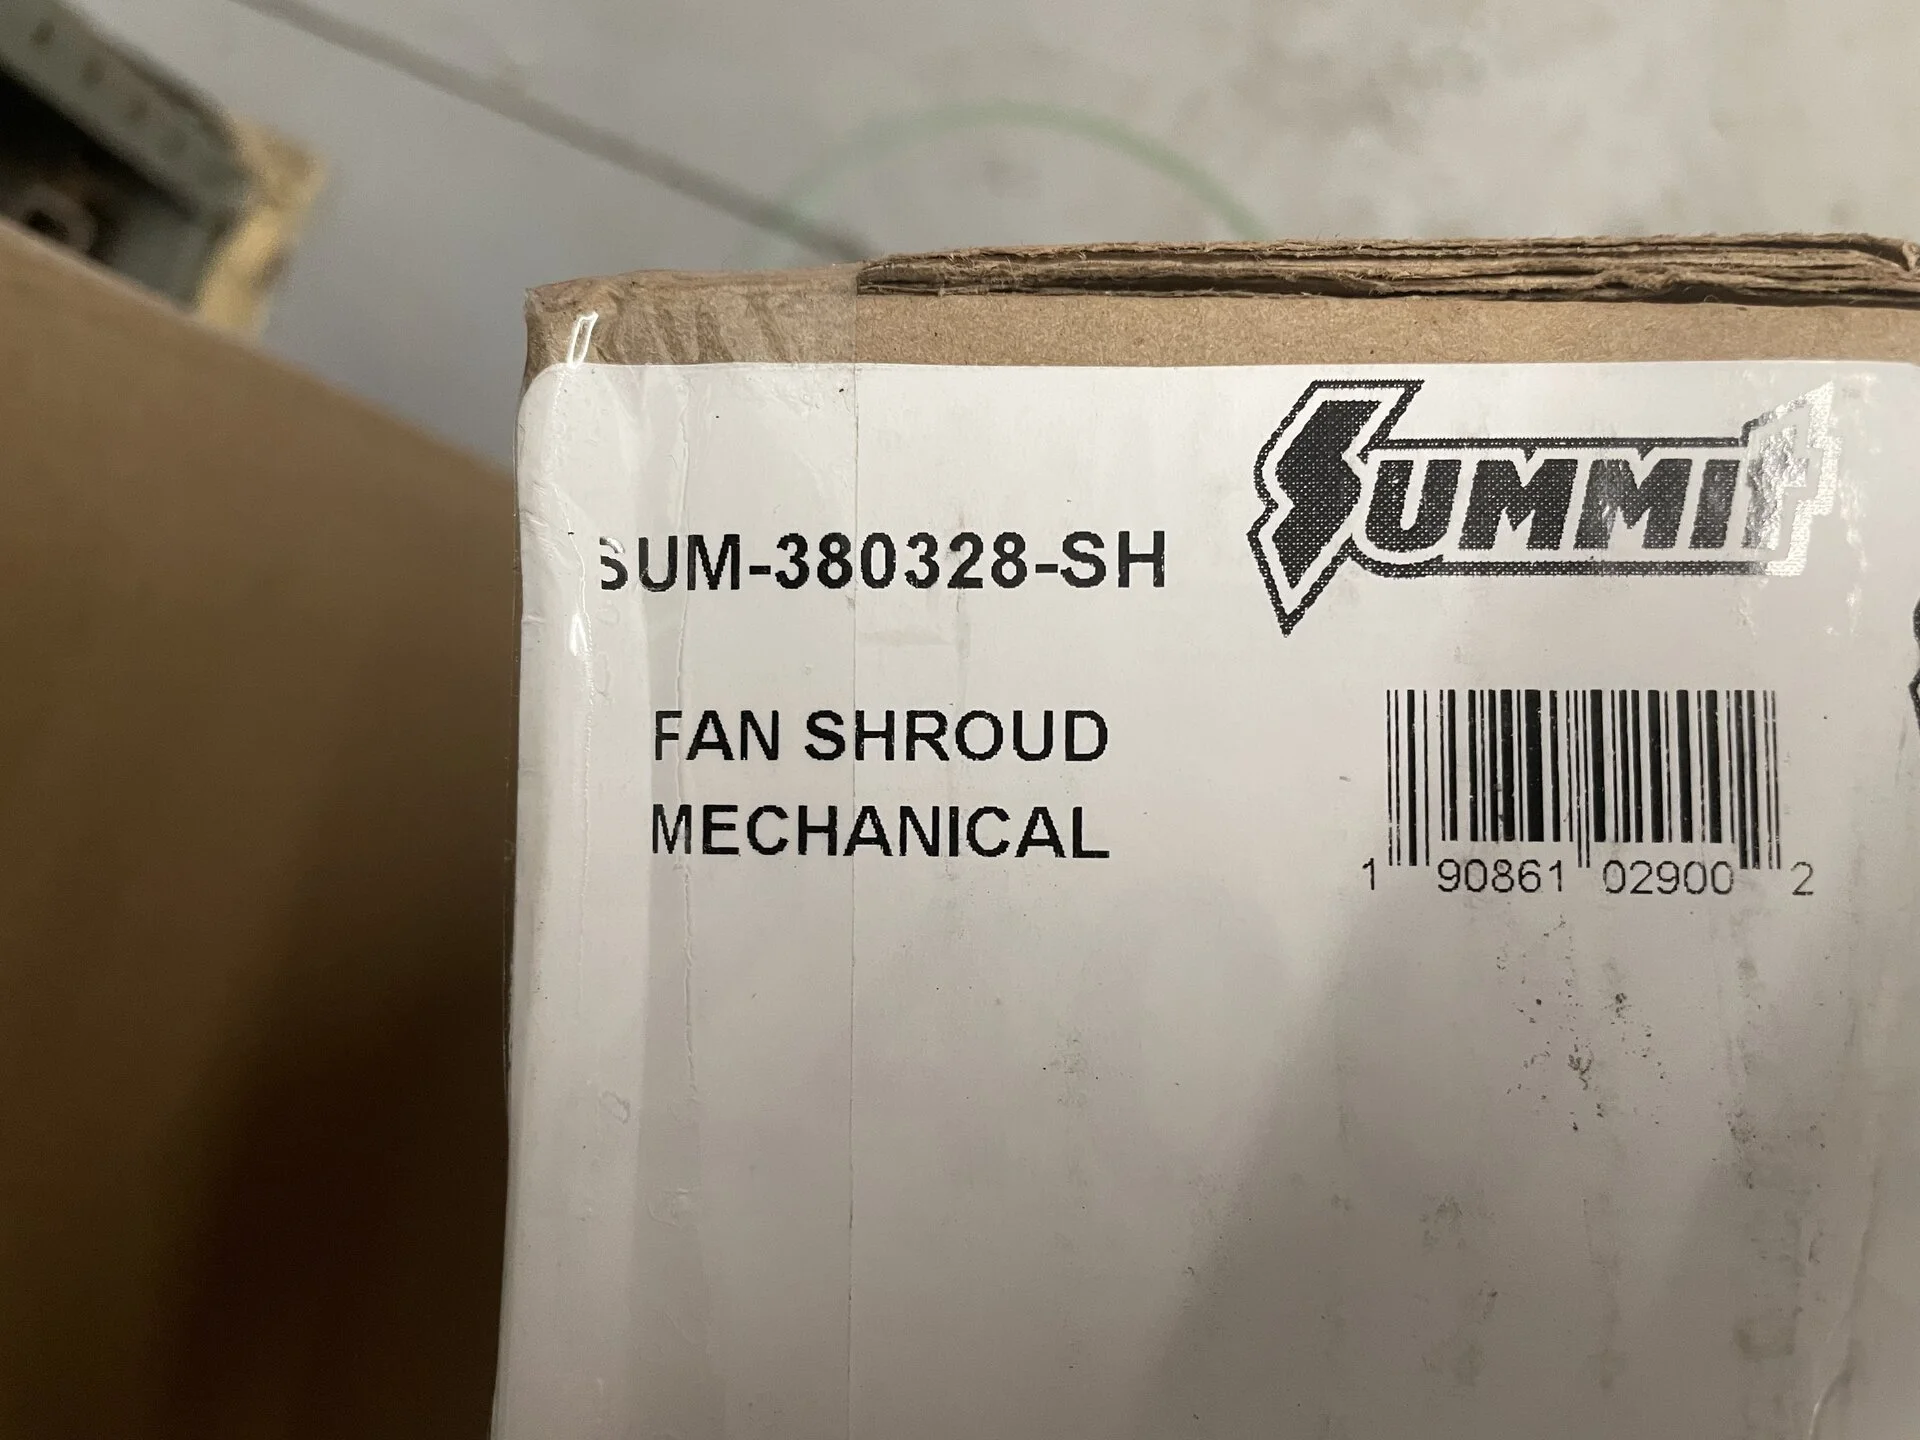 SUMMIT
SUM-380328-SH
FAN SHROUD
MECHANICAL
1 90861 02900 2